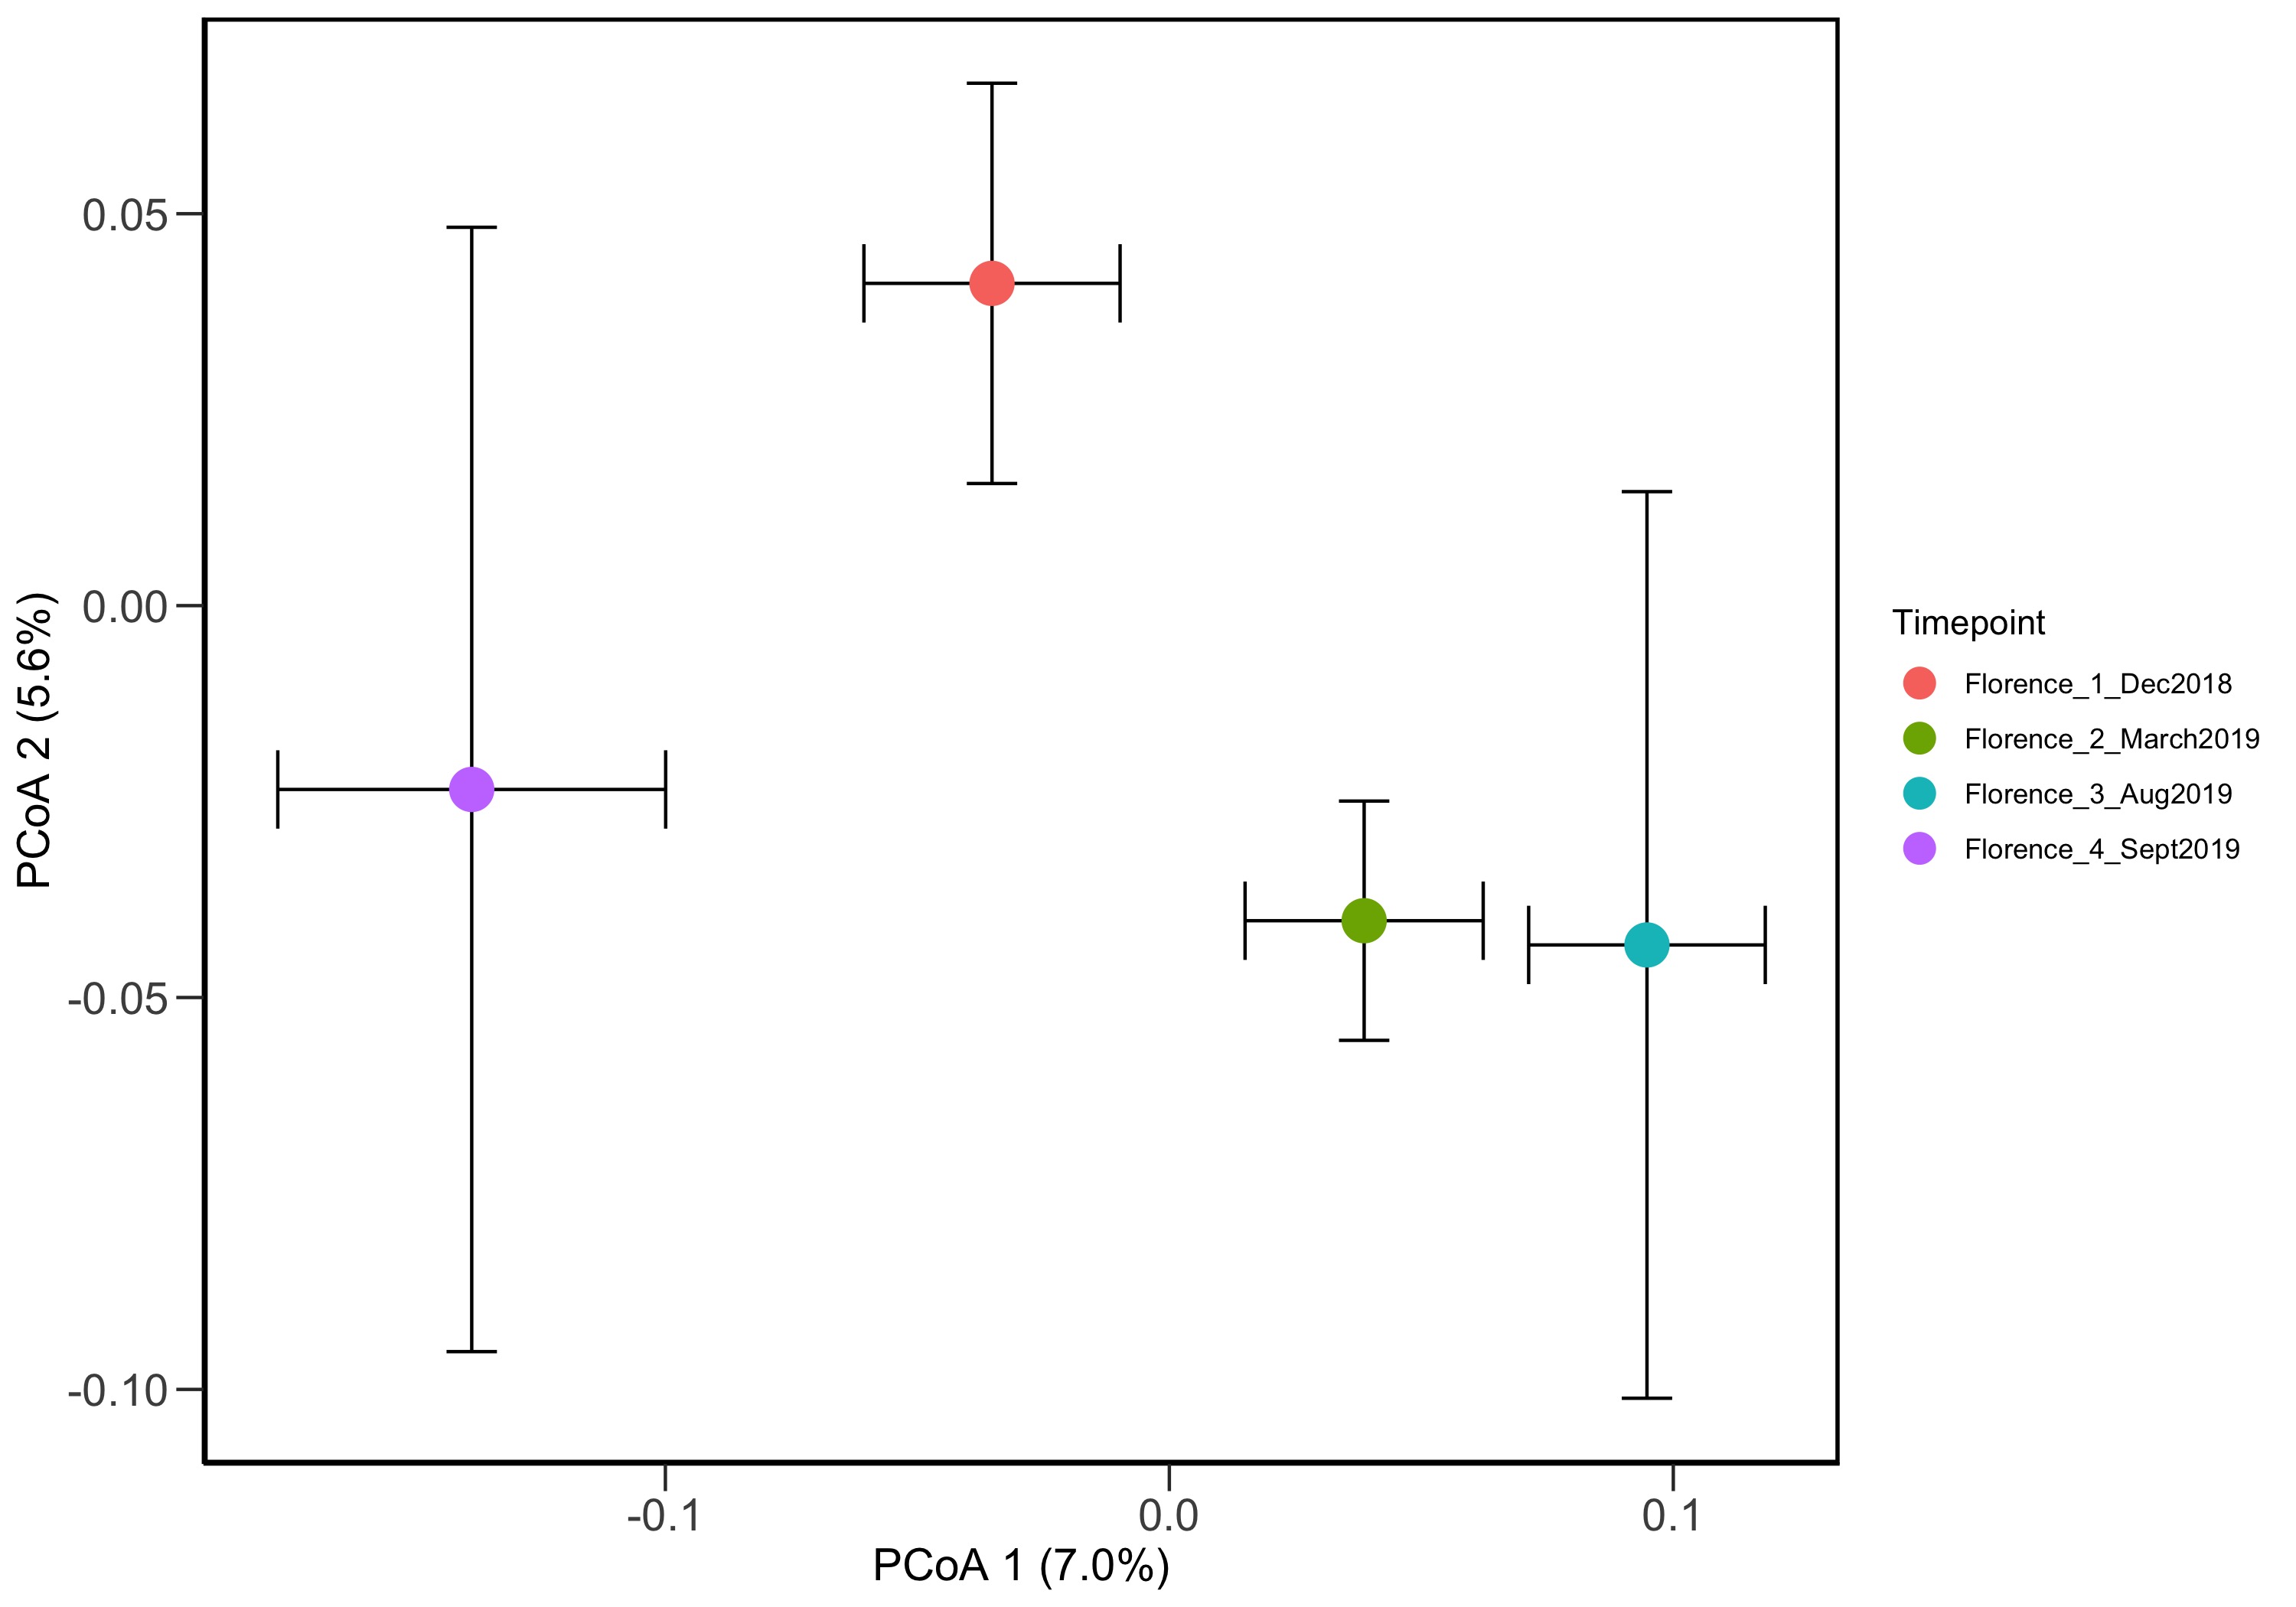 0.05
0.00
-0.05
-0.10
PCoA 2 (5.6%)
-0.1
0.0
0.1
PCoA 1 (7.0%)
Timepoint
Florence_1_Dec2018
Florence_2_March2019
Florence_3_Aug2019
Florence_4_Sept2019